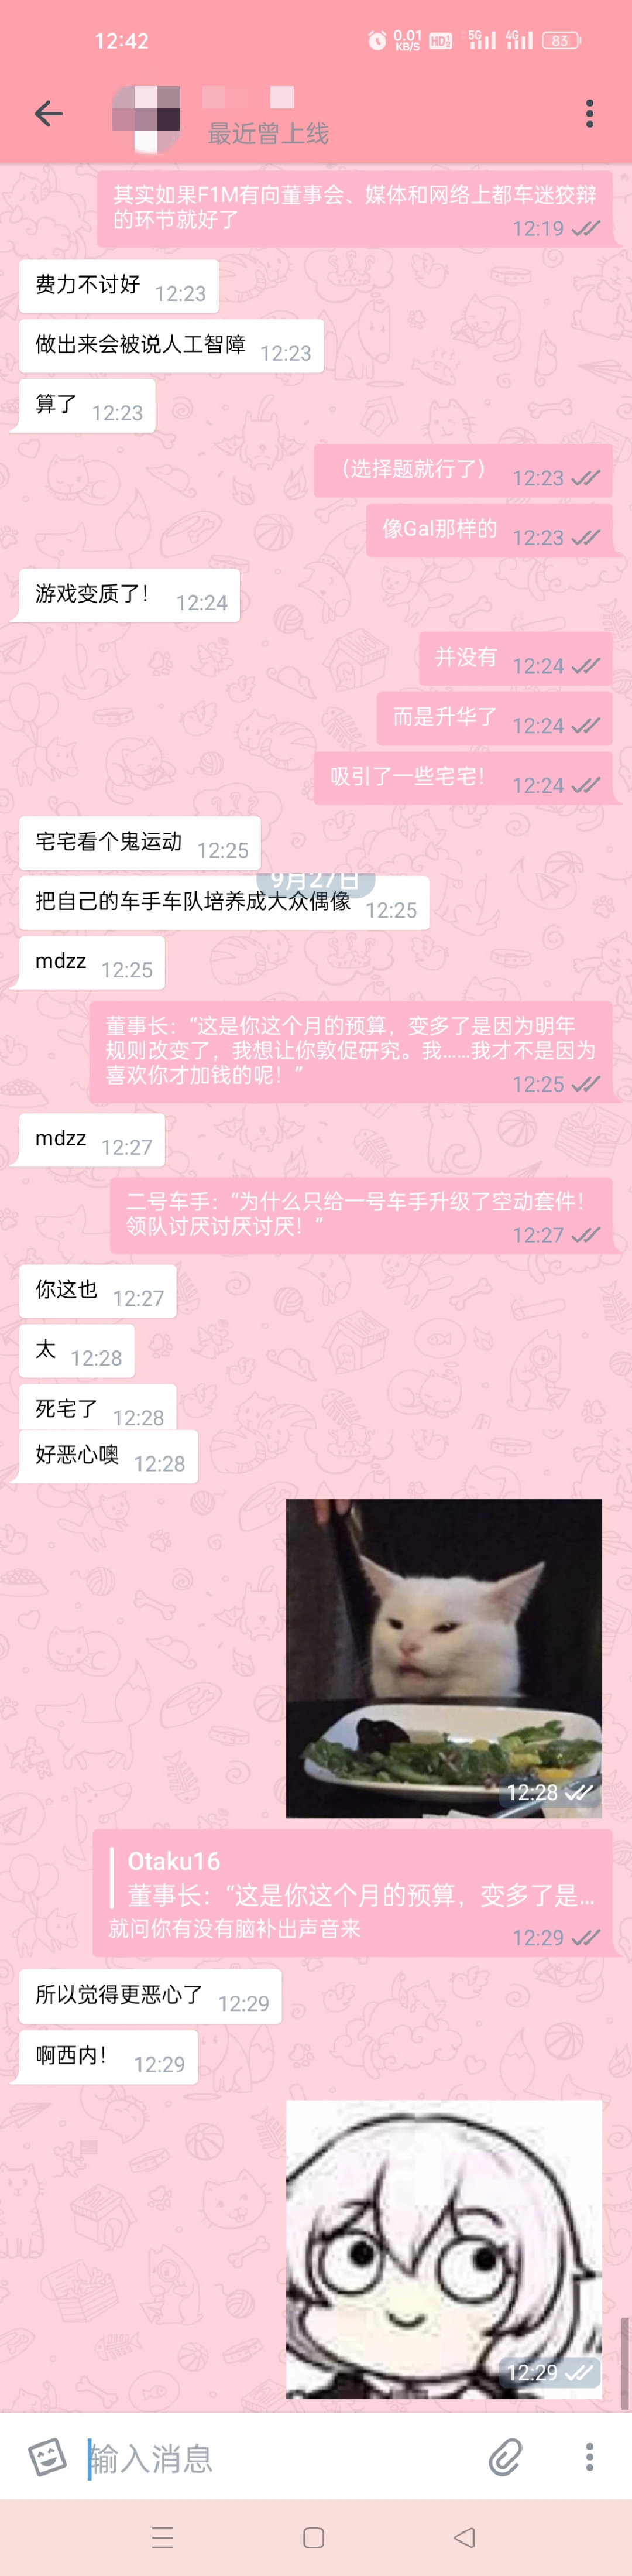 12:42
0.01
KB/S
HD
5G
4G
83
最近曾上线
其实如果F1M有向董事会、媒体和网络上都车迷狡辩
的环节就好了
12:19
费力不讨好 12:23
做出来会被说人工智障 12:23
算了 12:23
（选择题就行了） 12:23
像Gal那样的 12:23
游戏变质了！ 12:24
并没有 12:24
而是升华了 12:24
吸引了一些宅宅！ 12:24
宅宅看个鬼运动 12:25
9月27日
把自己的车手车队培养成大众偶像 12:25
mdzz 12:25
董事长：“这是你这个月的预算，变多了是因为明年
规则改变了，我想让你敦促研究。我……我才不是因为
喜欢你才加钱的呢！”
12:25
mdzz 12:27
二号车手：“为什么只给一号车手升级了空动套件！
领队讨厌讨厌讨厌！”
12:27
你这也 12:27
太 12:28
死宅了 12:28
好恶心噢 12:28
12:28
Otaku16
董事长：“这是你这个月的预算，变多了是...
就问你有没有脑补出声音来
12:29
所以觉得更恶心了 12:29
啊西内！ 12:29
12:29
输入消息